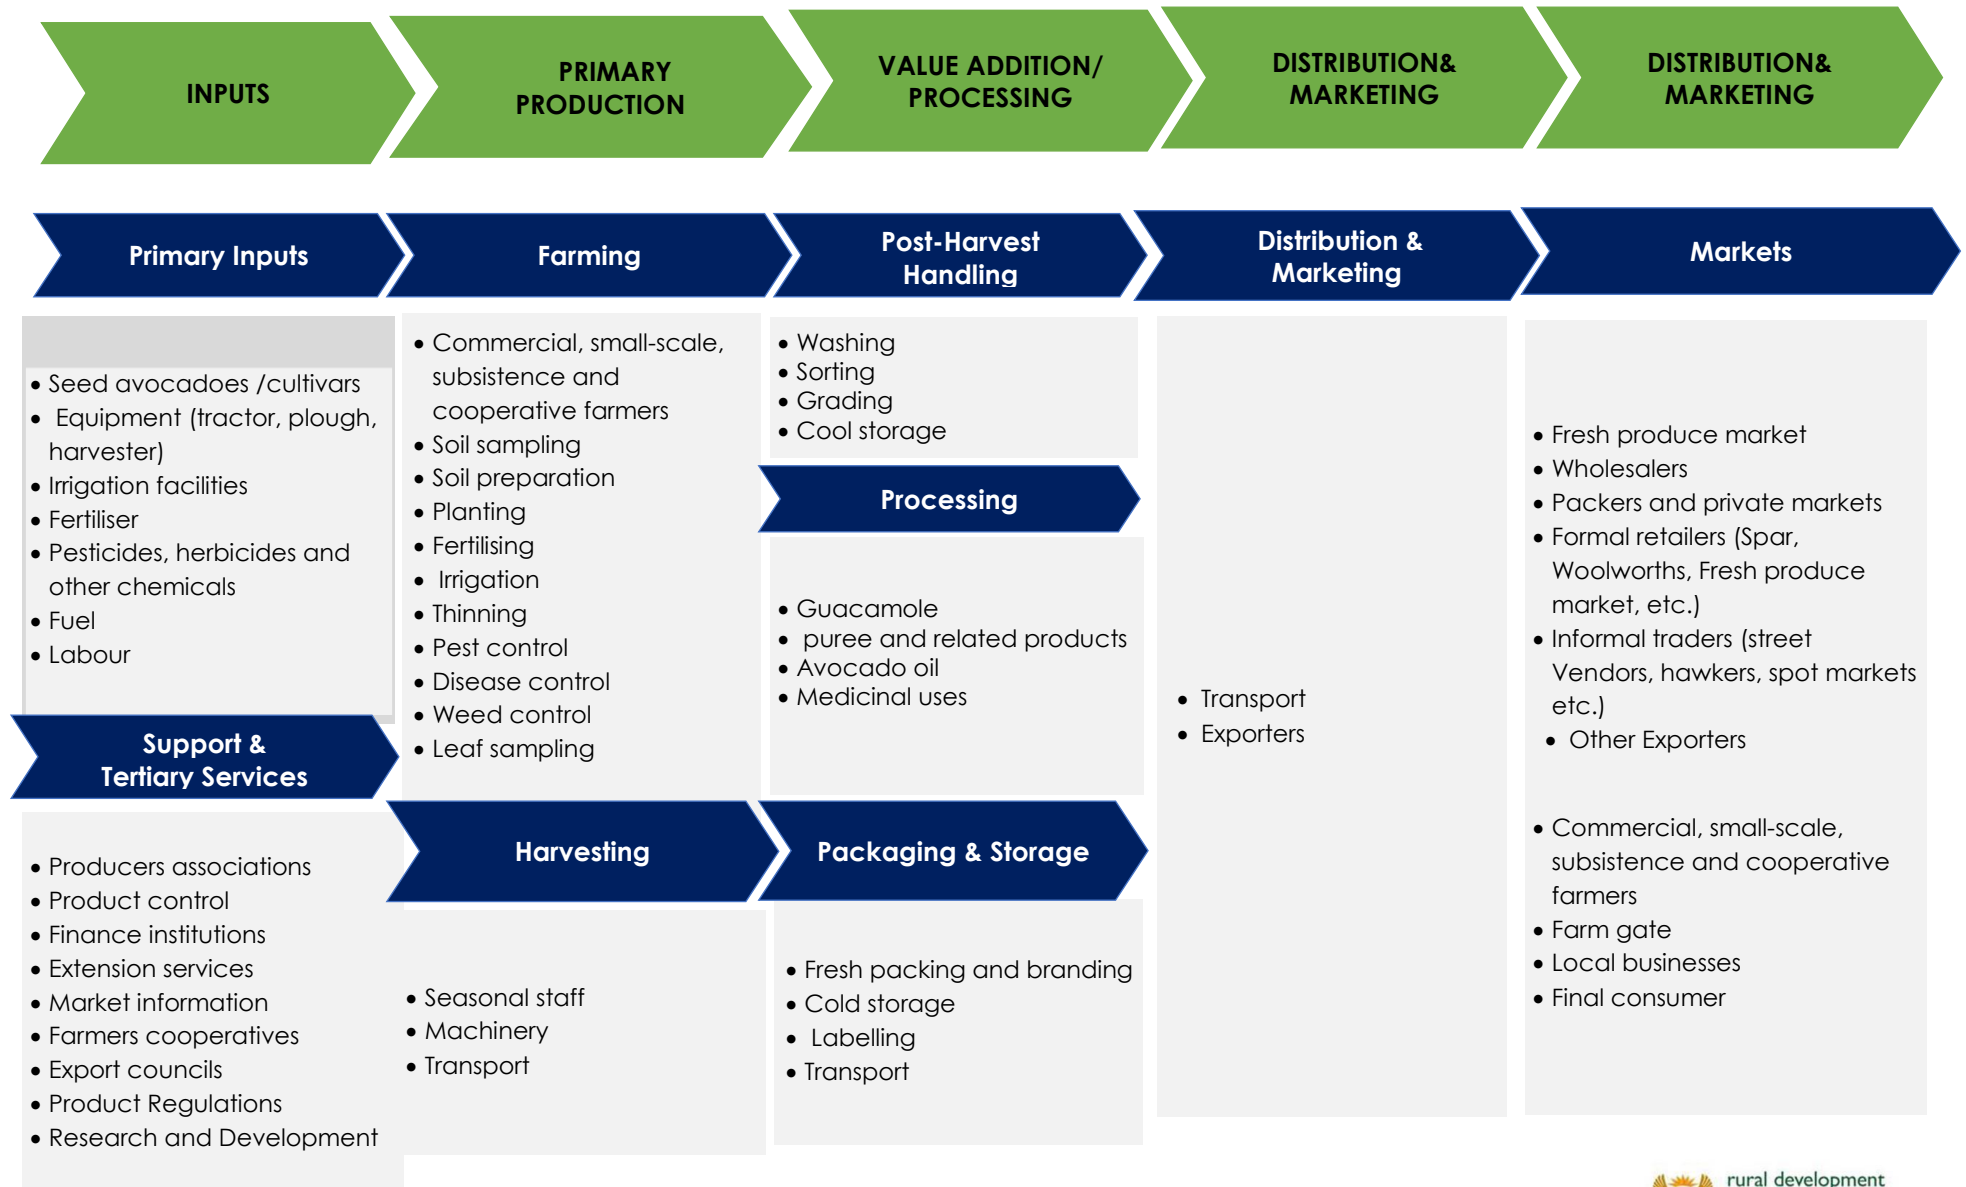 INPUTS
PRIMARY
PRODUCTION
VALUE ADDITION/
PROCESSING
DISTRIBUTION&
MARKETING
DISTRIBUTION&
MARKETING
Primary Inputs
Farming
Post-Harvest
Handling
Distribution &
Marketing
Markets
• Seed avocadoes /cultivars
• Equipment (tractor, plough,
harvester)
• Irrigation facilities
• Fertiliser
• Pesticides, herbicides and
other chemicals
• Fuel
• Labour
Support &
Tertiary Services
• Producers associations
• Product control
• Finance institutions
• Extension services
• Market information
• Farmers cooperatives
• Export councils
• Product Regulations
• Research and Development
• Commercial, small-scale,
subsistence and
cooperative farmers
• Soil sampling
• Soil preparation
• Planting
• Fertilising
• Irrigation
• Thinning
• Pest control
• Disease control
• Weed control
• Leaf sampling
Harvesting
• Seasonal staff
• Machinery
• Transport
• Washing
• Sorting
• Grading
• Cool storage
Processing
• Guacamole
• puree and related products
• Avocado oil
• Medicinal uses
Packaging & Storage
• Fresh packing and branding
• Cold storage
• Labelling
• Transport
• Transport
• Exporters
• Fresh produce market
• Wholesalers
• Packers and private markets
• Formal retailers (Spar,
Woolworths, Fresh produce
market, etc.)
• Informal traders (street
Vendors, hawkers, spot markets
etc.)
• Other Exporters
• Commercial, small-scale,
subsistence and cooperative
farmers
• Farm gate
• Local businesses
• Final consumer
rural development